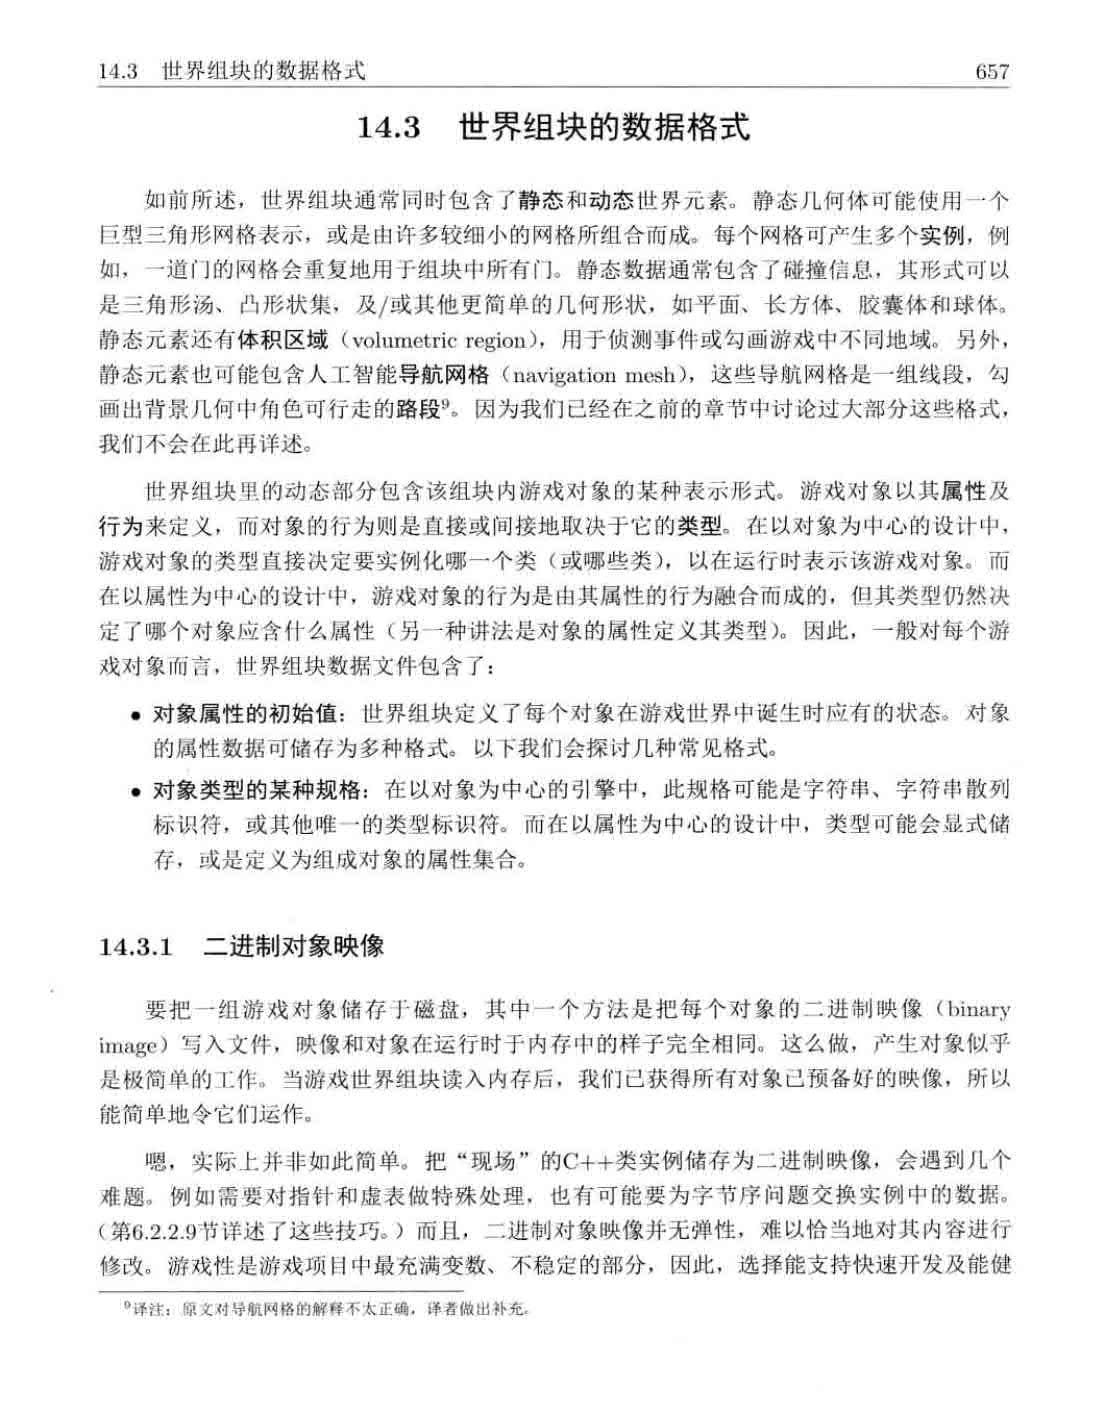 14.3 世界组块的数据格式 657
14.3 世界组块的数据格式
如前所述，世界组块通常同时包含了静态和动态世界元素。静态几何体可能使用一个
巨型三角形网格表示，或是由许多较细小的网格所组合而成。每个网格可产生多个实例，例
如，一道门的网格会重复地用于组块中所有门。静态数据通常包含了碰撞信息，其形式可以
是三角形汤、凸形状集，及/或其他更简单的几何形状，如平面、长方体、胶囊体和球体。
静态元素还有体积区域（volumetric region），用于侦测事件或勾画游戏中不同地域。另外，
静态元素也可能包含人工智能导航网格（navigation mesh），这些导航网格是一组线段，勾
画出背景几何中角色可行走的路段⁹。因为我们已经在之前的章节中讨论过大部分这些格式，
我们不会在此再详述。
世界组块里的动态部分包含该组块内游戏对象的某种表示形式。游戏对象以其属性及
行为来定义，而对象的行为则是直接或间接地取决于它的类型。在以对象为中心的设计中，
游戏对象的类型直接决定要实例化哪一个类（或哪些类），以在运行时表示该游戏对象。而
在以属性为中心的设计中，游戏对象的行为是由其属性的行为融合而成的，但其类型仍然决
定了哪个对象应含什么属性（另一种讲法是对象的属性定义其类型）。因此，一般对每个游
戏对象而言，世界组块数据文件包含了：
• 对象属性的初始值：世界组块定义了每个对象在游戏世界中诞生时应有的状态。对象
的属性数据可储存为多种格式。以下我们会探讨几种常见格式。
• 对象类型的某种规格：在以对象为中心的引擎中，此规格可能是字符串、字符串散列
标识符，或其他唯一的类型标识符。而在以属性为中心的设计中，类型可能会显式储
存，或是定义为组成对象的属性集合。
14.3.1 二进制对象映像
要把一组游戏对象储存于磁盘，其中一个方法是把每个对象的二进制映像（binary
image）写入文件，映像和对象在运行时于内存中的样子完全相同。这么做，产生对象似乎
是极简单的工作。当游戏世界组块读入内存后，我们已获得所有对象已预备好的映像，所以
能简单地令它们运作。
嗯，实际上并非如此简单。把“现场”的C++类实例储存为二进制映像，会遇到几个
难题。例如需要对指针和虚表做特殊处理，也有可能要为字节序问题交换实例中的数据。
（第6.2.2.9节详述了这些技巧。）而且，二进制对象映像并无弹性，难以恰当地对其内容进行
修改。游戏性是游戏项目中最充满变数、不稳定的部分，因此，选择能支持快速开发及能健
⁹译注：原文对导航网格的解释不太正确，译者做出补充。